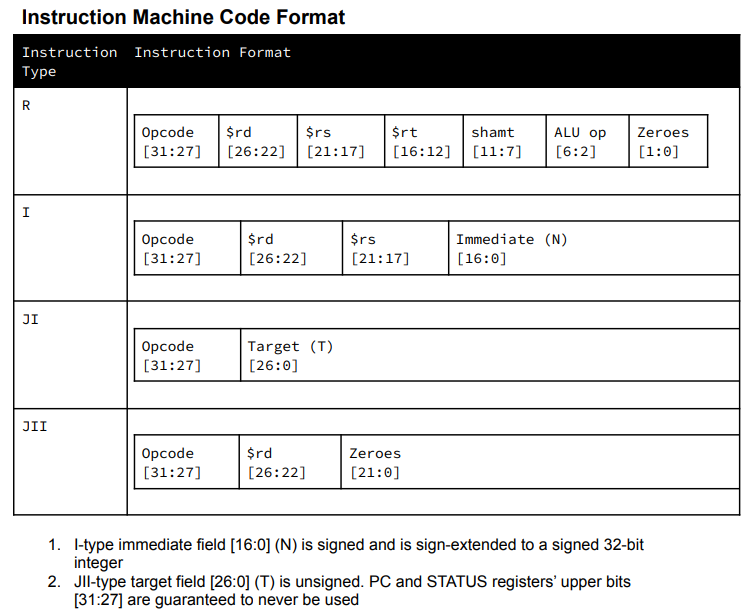 Instruction Machine Code Format
Instruction Type
Instruction Format
R
Opcode [31:27]
$rd [26:22]
$rs [21:17]
$rt [16:12]
shamt [11:7]
ALU op [6:2]
Zeroes [1:0]
I
Opcode [31:27]
$rd [26:22]
$rs [21:17]
Immediate (N) [16:0]
JI
Opcode [31:27]
Target (T) [26:0]
JII
Opcode [31:27]
$rd [26:22]
Zeroes [21:0]
1. I-type immediate field [16:0] (N) is signed and is sign-extended to a signed 32-bit
integer
2. JII-type target field [26:0] (T) is unsigned. PC and STATUS registers' upper bits
[31:27] are guaranteed to never be used